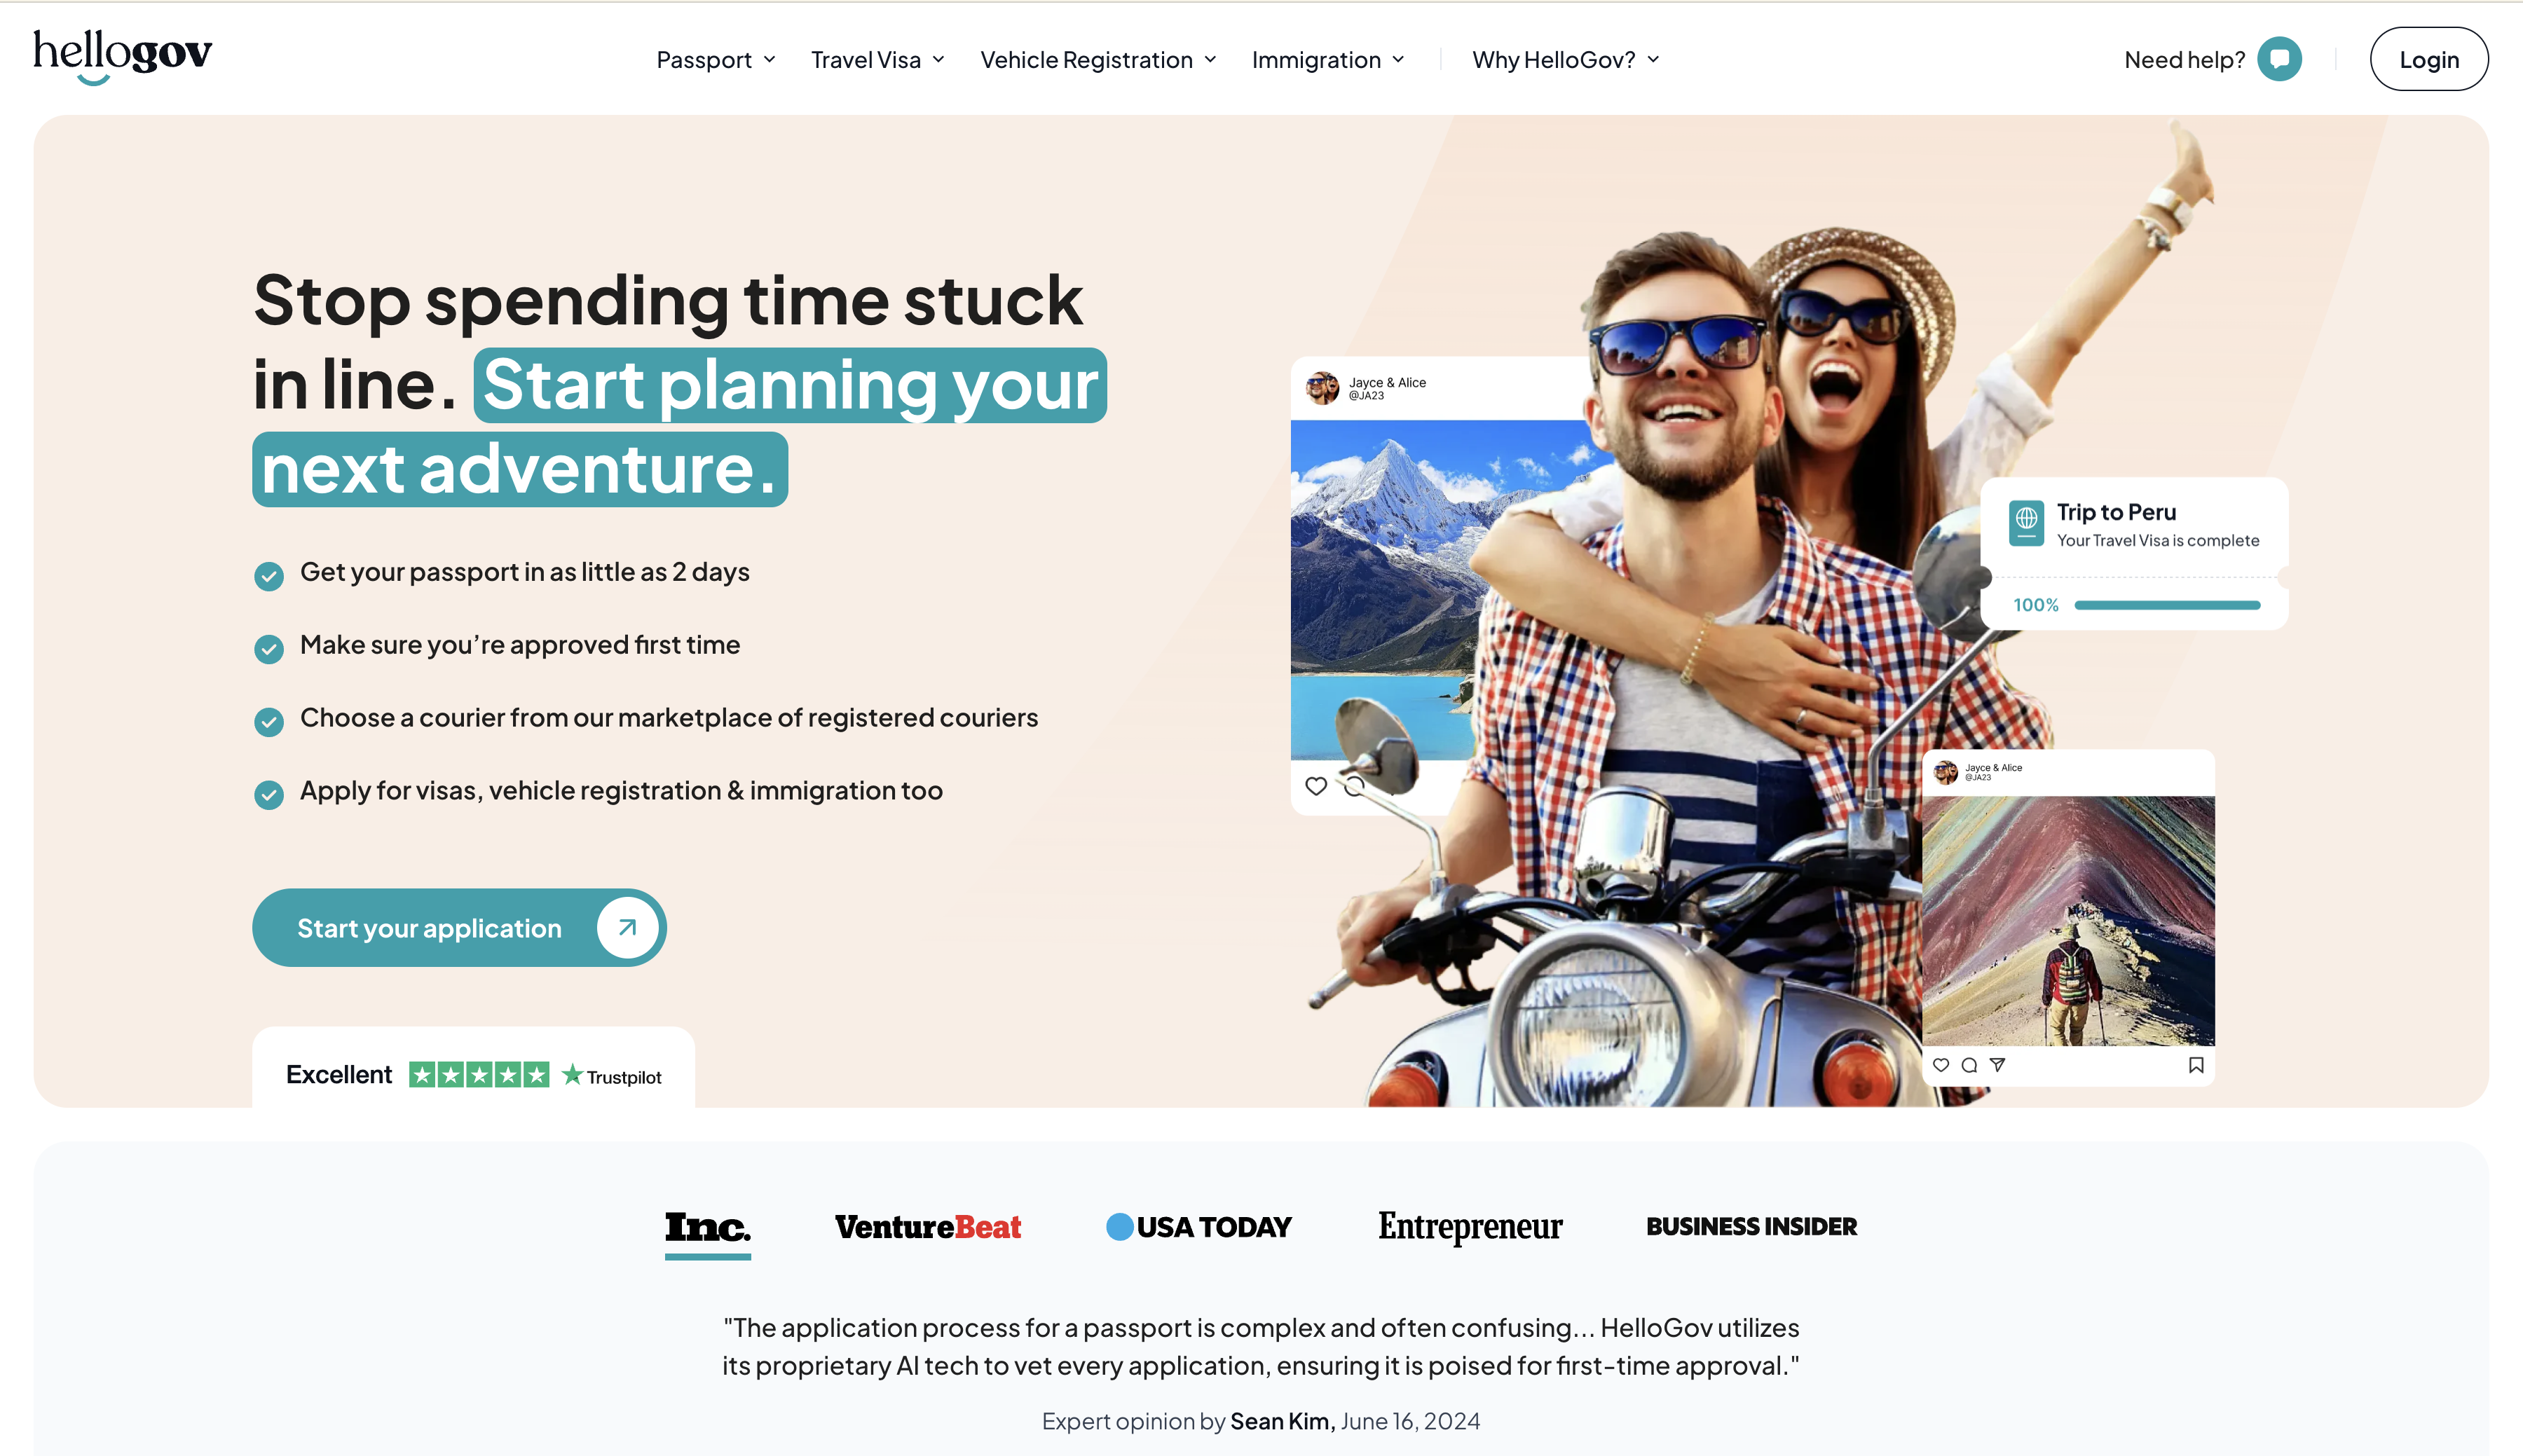 hellogov
Passport
Travel Visa
Vehicle Registration
Immigration
Why HelloGov?
Need help?
Login
Stop spending time stuck
in line. Start planning your
next adventure.
Get your passport in as little as 2 days
Make sure you’re approved first time
Choose a courier from our marketplace of registered couriers
Apply for visas, vehicle registration & immigration too
Start your application
Excellent
Trustpilot
Jayce & Alice
@JA23
Trip to Peru
Your Travel Visa is complete
100%
Jayce & Alice
@JA23
Inc.
VentureBeat
USA TODAY
Entrepreneur
BUSINESS INSIDER
"The application process for a passport is complex and often confusing... HelloGov utilizes
its proprietary AI tech to vet every application, ensuring it is poised for first-time approval."
Expert opinion by Sean Kim, June 16, 2024